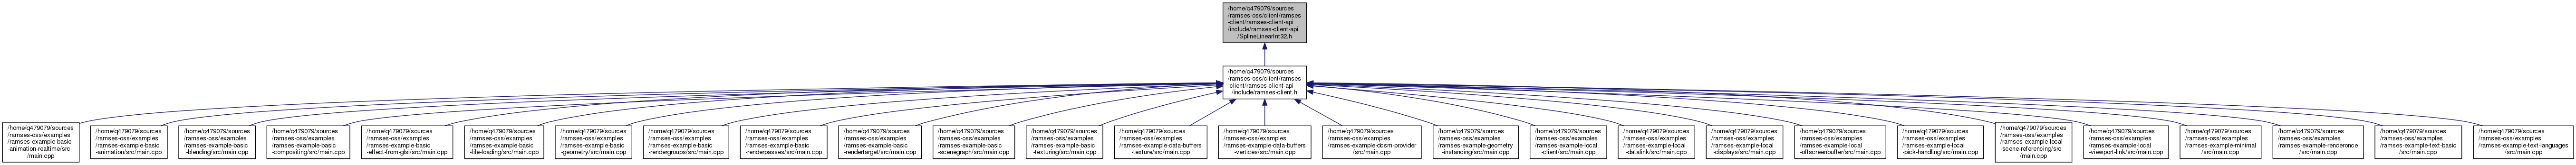 /home/q479079/sources
/ramses-oss/client/ramses
-client/ramses-client-api
/include/ramses-client-api
/SplineLinearInt32.h
/home/q479079/sources
/ramses-oss/client/ramses
-client/ramses-client-api
/include/ramses-client.h
/home/q479079/sources
/ramses-oss/examples
/ramses-example-basic
-animation-realtime/src
/main.cpp
/home/q479079/sources
/ramses-oss/examples
/ramses-example-basic
-animation/src/main.cpp
/home/q479079/sources
/ramses-oss/examples
/ramses-example-basic
-blending/src/main.cpp
/home/q479079/sources
/ramses-oss/examples
/ramses-example-basic
-compositing/src/main.cpp
/home/q479079/sources
/ramses-oss/examples
/ramses-example-basic
-effect-from-glsl/src/main.cpp
/home/q479079/sources
/ramses-oss/examples
/ramses-example-basic
-file-loading/src/main.cpp
/home/q479079/sources
/ramses-oss/examples
/ramses-example-basic
-geometry/src/main.cpp
/home/q479079/sources
/ramses-oss/examples
/ramses-example-basic
-rendergroups/src/main.cpp
/home/q479079/sources
/ramses-oss/examples
/ramses-example-basic
-renderpasses/src/main.cpp
/home/q479079/sources
/ramses-oss/examples
/ramses-example-basic
-rendertarget/src/main.cpp
/home/q479079/sources
/ramses-oss/examples
/ramses-example-basic
-scenegraph/src/main.cpp
/home/q479079/sources
/ramses-oss/examples
/ramses-example-basic
-texturing/src/main.cpp
/home/q479079/sources
/ramses-oss/examples
/ramses-example-data-buffers
-texture/src/main.cpp
/home/q479079/sources
/ramses-oss/examples
/ramses-example-data-buffers
-vertices/src/main.cpp
/home/q479079/sources
/ramses-oss/examples
/ramses-example-dcsm-provider
/src/main.cpp
/home/q479079/sources
/ramses-oss/examples
/ramses-example-geometry
-instancing/src/main.cpp
/home/q479079/sources
/ramses-oss/examples
/ramses-example-local
-client/src/main.cpp
/home/q479079/sources
/ramses-oss/examples
/ramses-example-local
-datalink/src/main.cpp
/home/q479079/sources
/ramses-oss/examples
/ramses-example-local
-displays/src/main.cpp
/home/q479079/sources
/ramses-oss/examples
/ramses-example-local
-offscreenbuffer/src/main.cpp
/home/q479079/sources
/ramses-oss/examples
/ramses-example-local
-pick-handling/src/main.cpp
/home/q479079/sources
/ramses-oss/examples
/ramses-example-local
-scene-referencing/src
/main.cpp
/home/q479079/sources
/ramses-oss/examples
/ramses-example-local
-viewport-link/src/main.cpp
/home/q479079/sources
/ramses-oss/examples
/ramses-example-minimal
/src/main.cpp
/home/q479079/sources
/ramses-oss/examples
/ramses-example-renderonce
/src/main.cpp
/home/q479079/sources
/ramses-oss/examples
/ramses-example-text-basic
/src/main.cpp
/home/q479079/sources
/ramses-oss/examples
/ramses-example-text-languages
/src/main.cpp